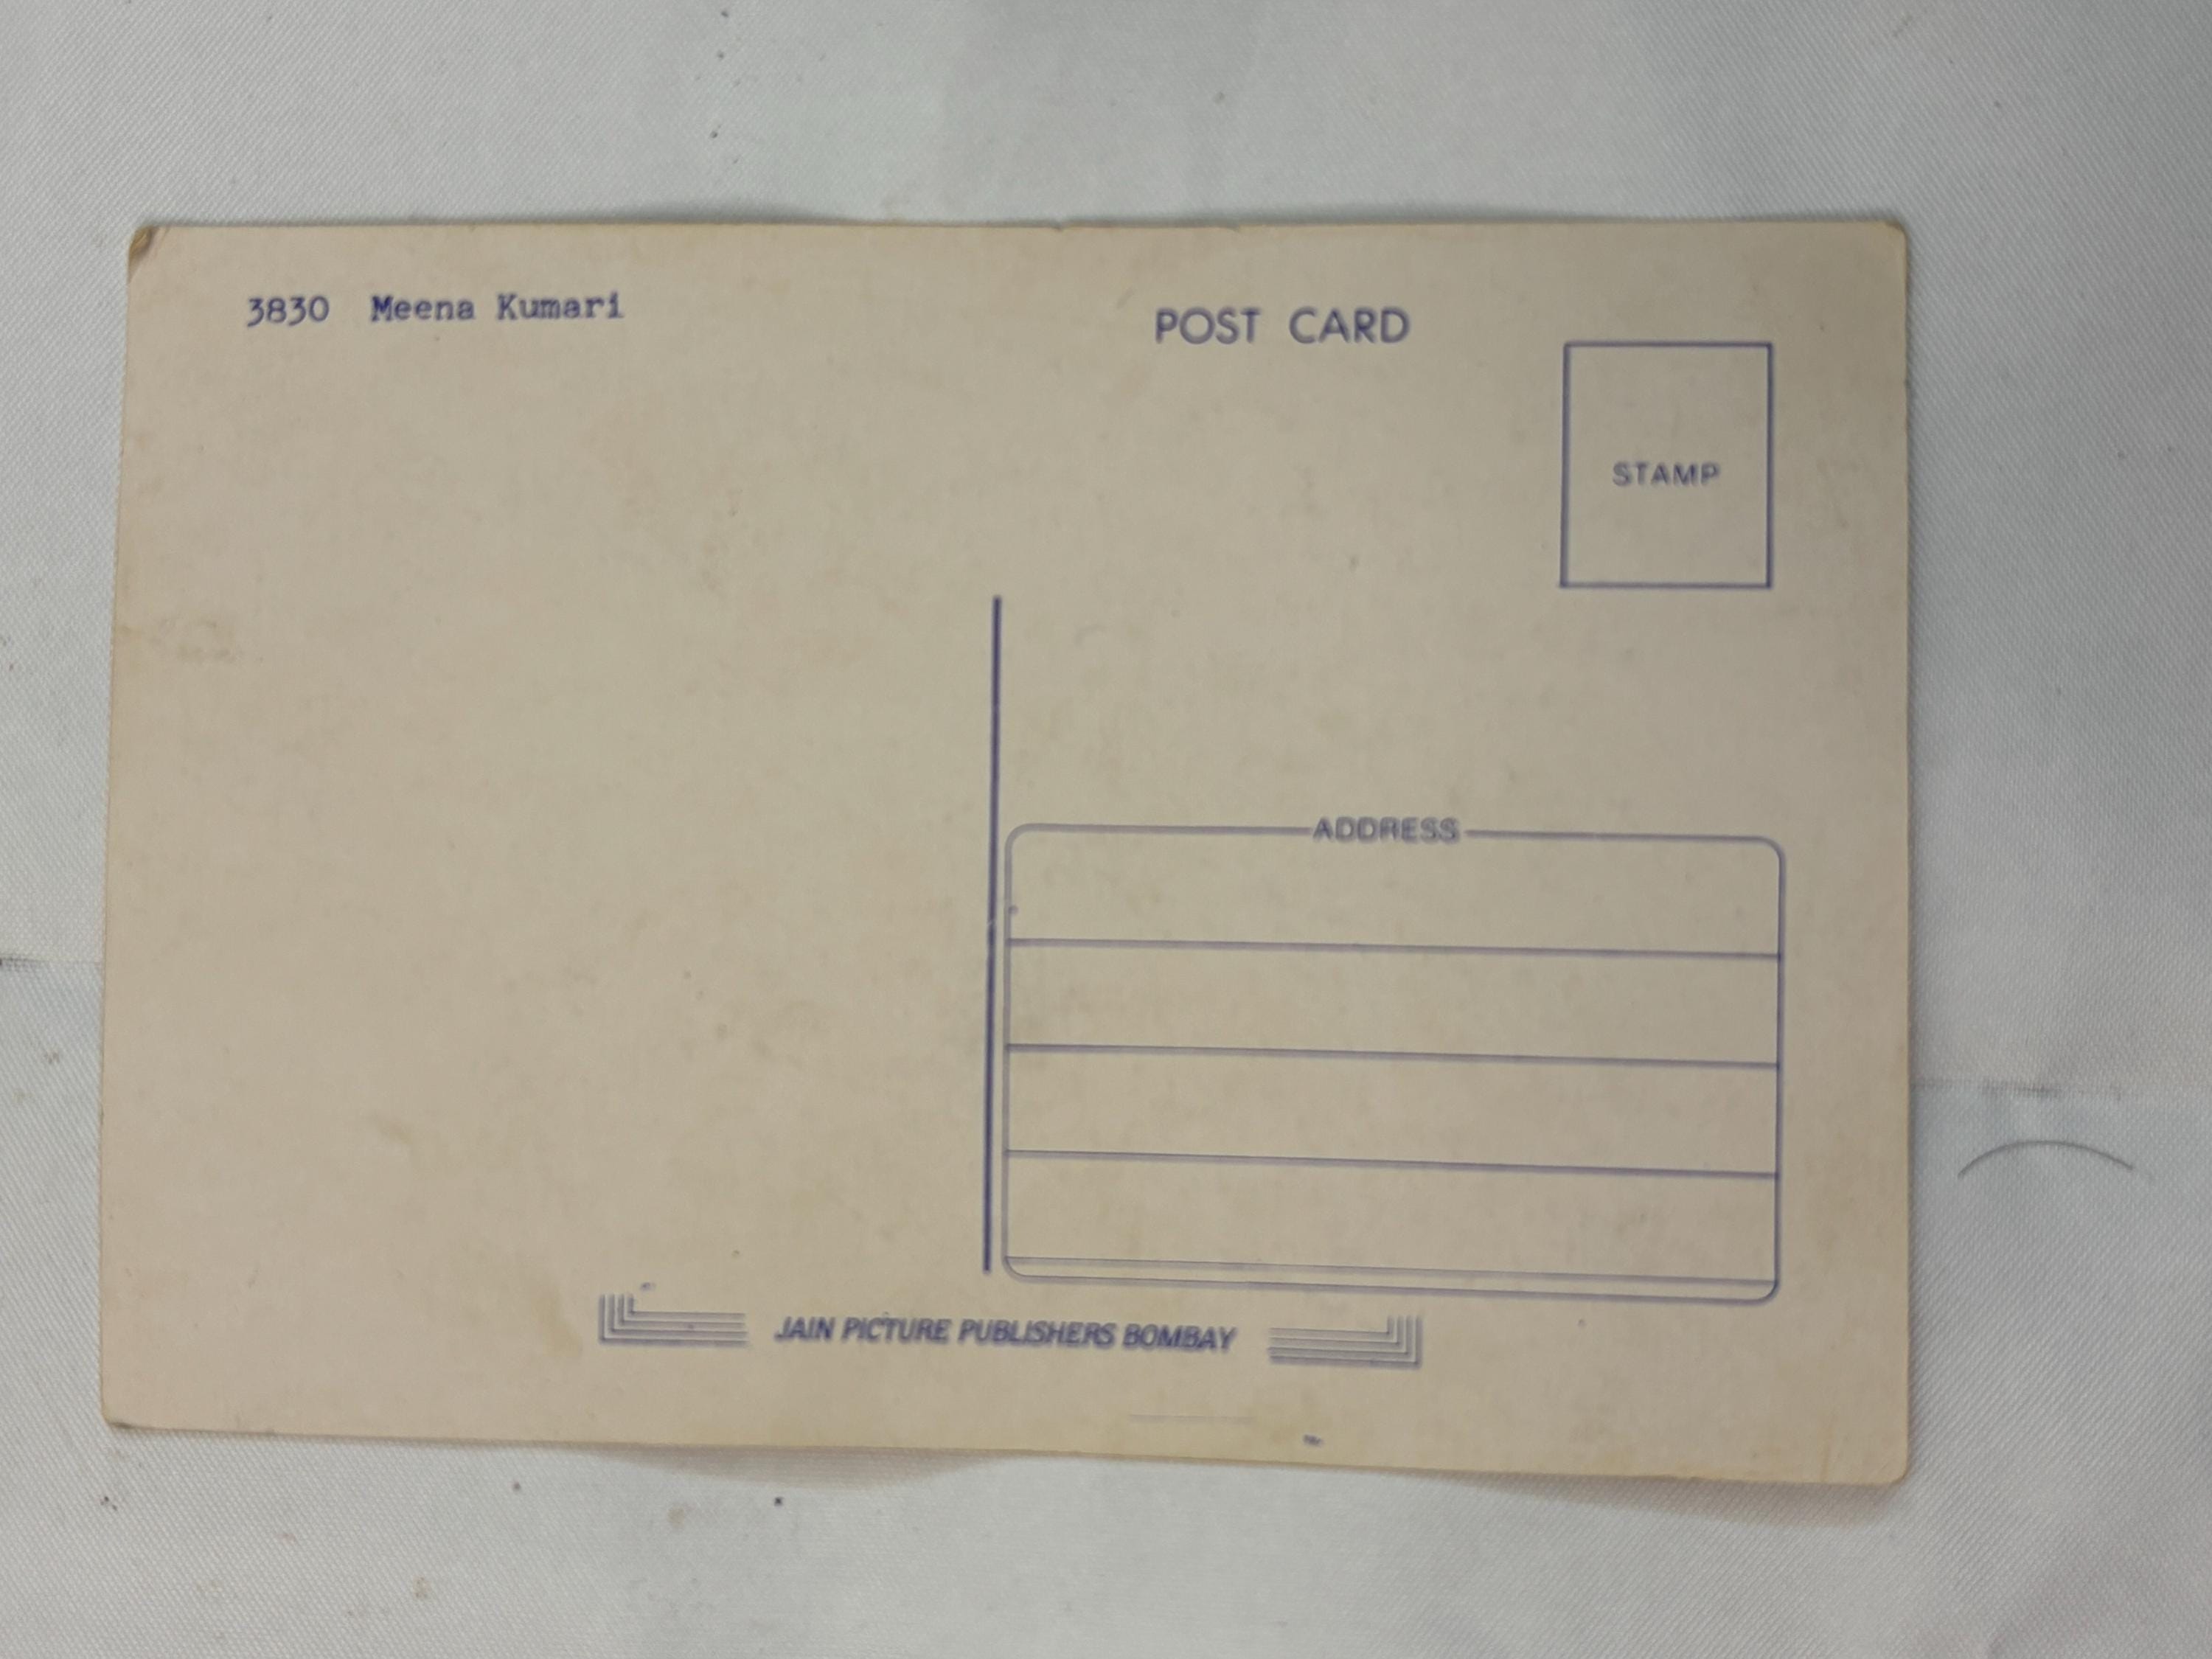 3830 Meena Kumari
POST CARD
STAMP
ADDRESS
JAIN PICTURE PUBLISHERS BOMBAY